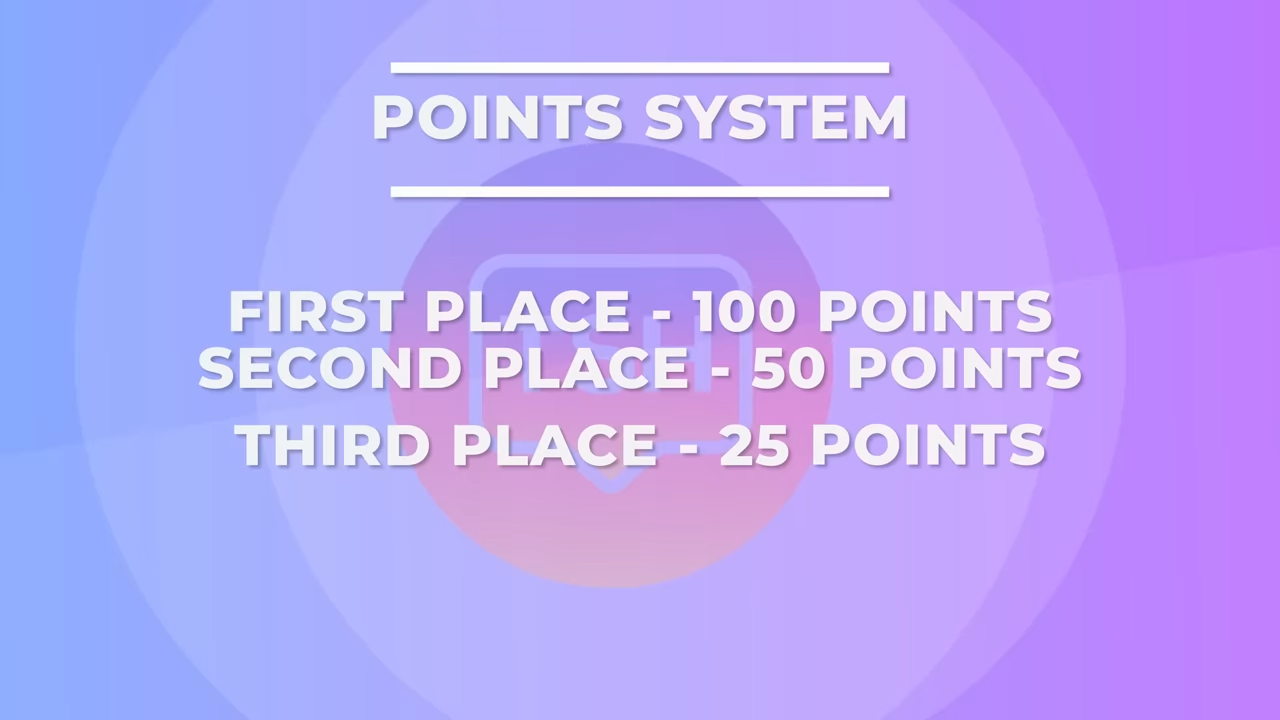 POINTS SYSTEM
FIRST PLACE - 100 POINTS
SECOND PLACE - 50 POINTS
THIRD PLACE - 25 POINTS